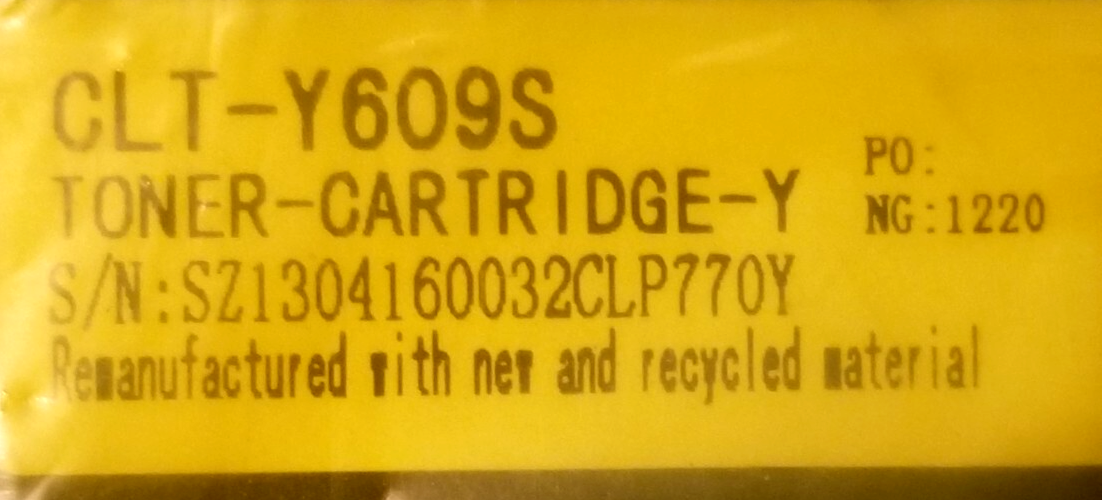 CLT-Y609S
TONER-CARTRIDGE-Y
PO:
NG:1220
S/N:SZ1304160032CLP770Y
Remanufactured with new and recycled material